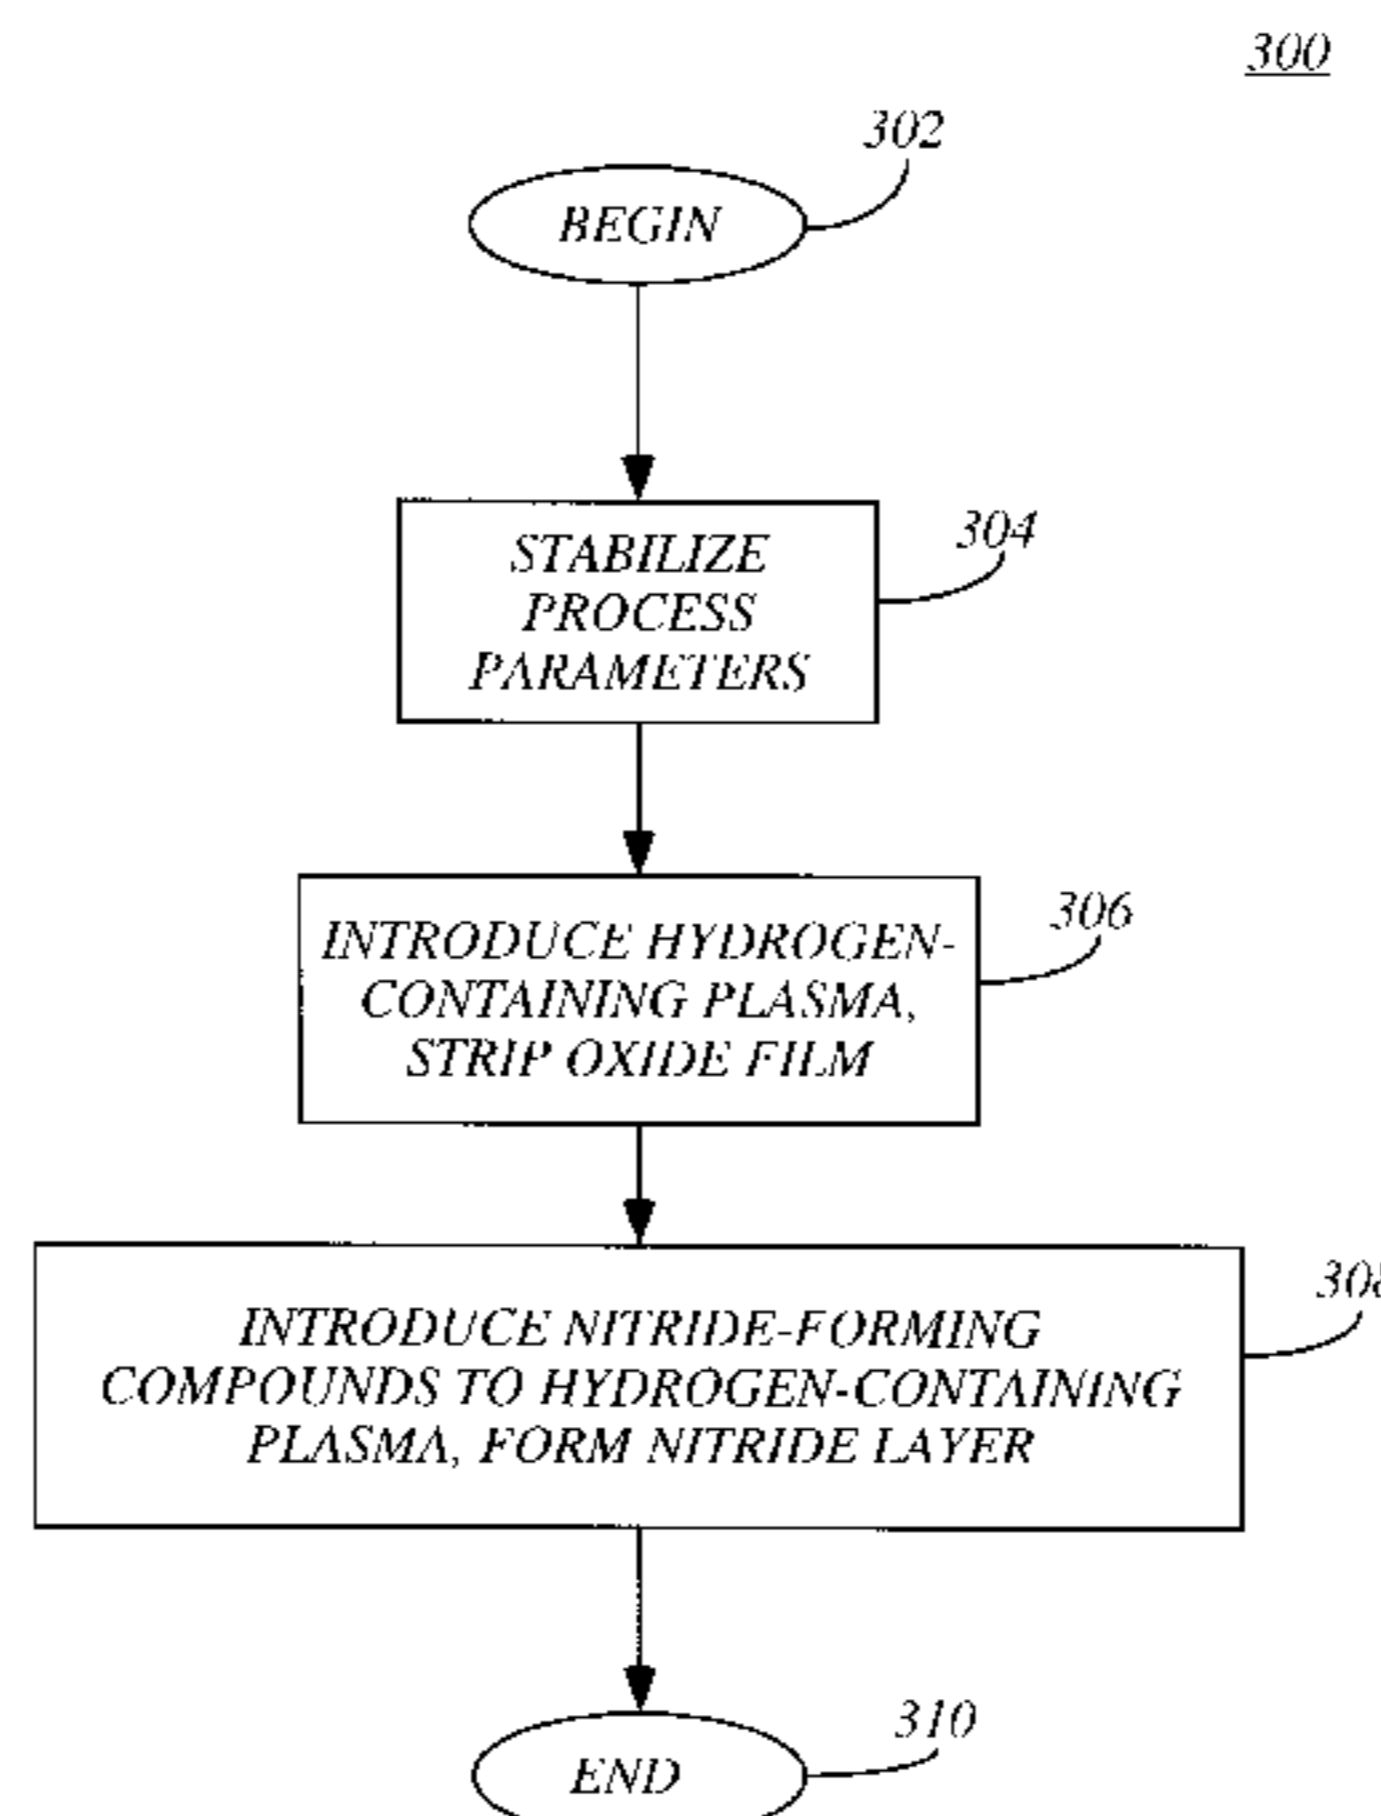 300
302
BEGIN
304
STABILIZE
PROCESS
PARAMETERS
306
INTRODUCE HYDROGEN-
CONTAINING PLASMA,
STRIP OXIDE FILM
308
INTRODUCE NITRIDE-FORMING
COMPOUNDS TO HYDROGEN-CONTAINING
PLASMA, FORM NITRIDE LAYER
310
END